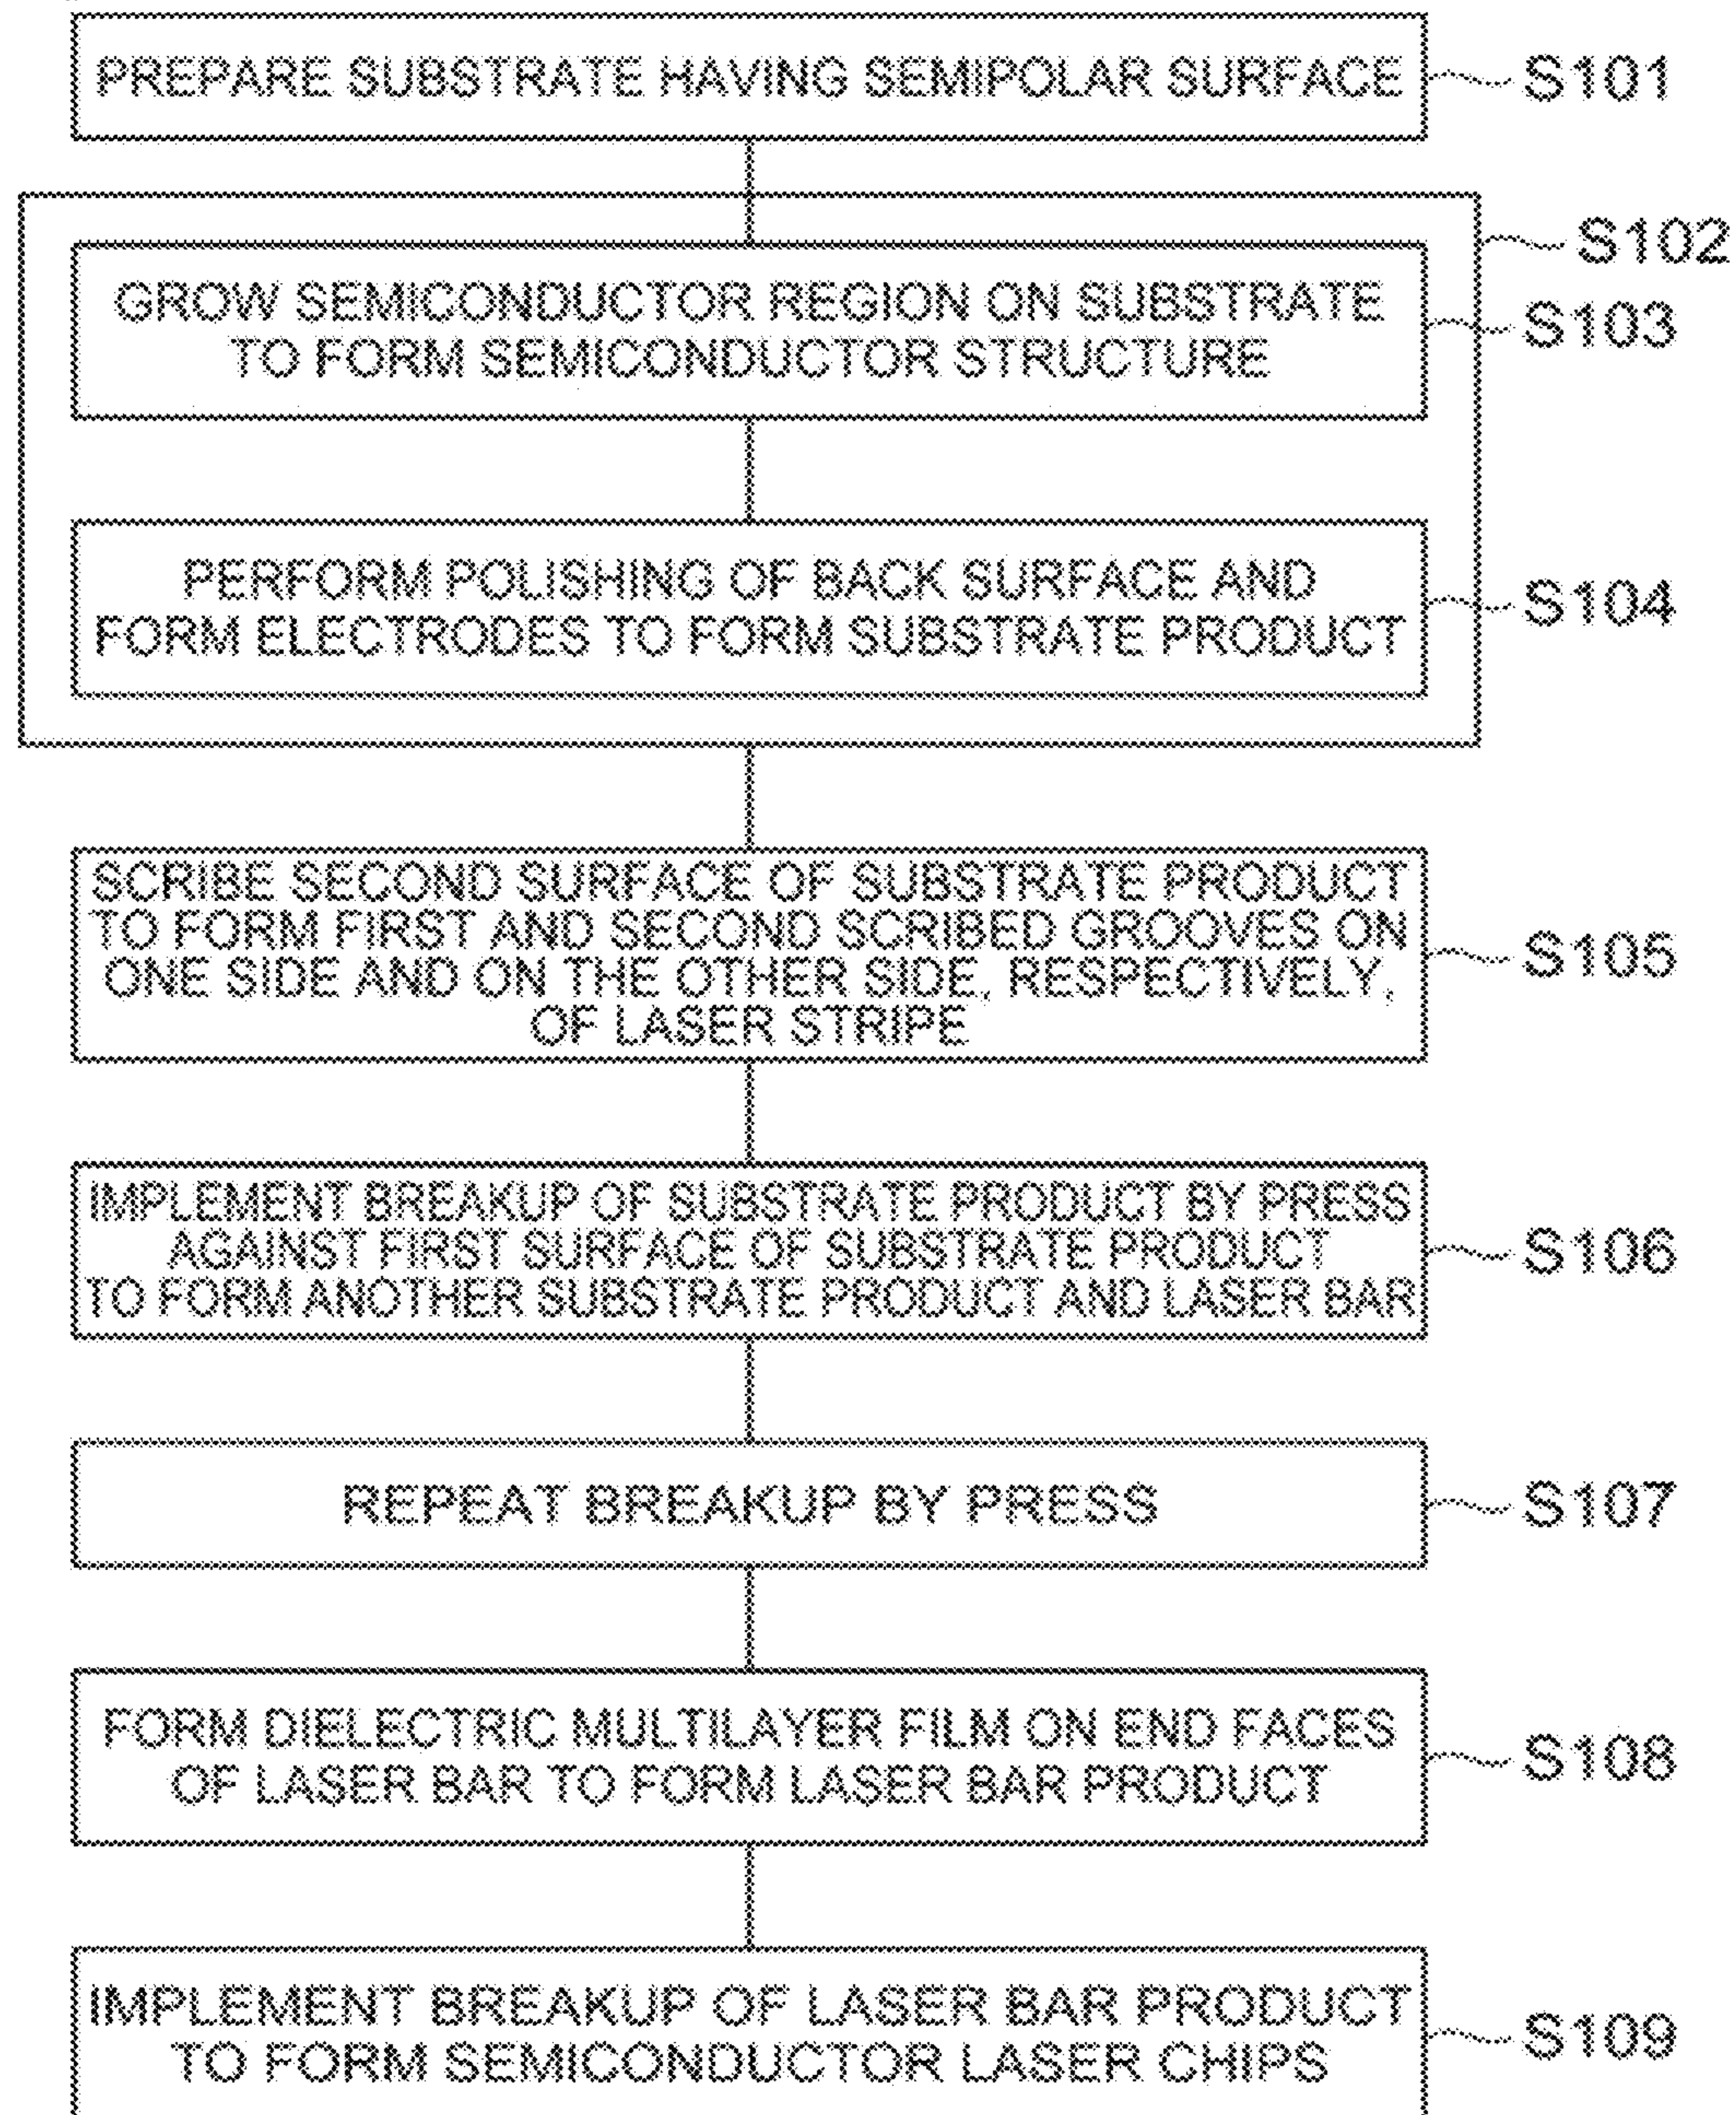 PREPARE SUBSTRATE HAVING SEMIPOLAR SURFACE
S101
S102
GROW SEMICONDUCTOR REGION ON SUBSTRATE
TO FORM SEMICONDUCTOR STRUCTURE
S103
PERFORM POLISHING OF BACK SURFACE AND
FORM ELECTRODES TO FORM SUBSTRATE PRODUCT
S104
SCRIBE SECOND SURFACE OF SUBSTRATE PRODUCT
TO FORM FIRST AND SECOND SCRIBED GROOVES ON
ONE SIDE AND ON THE OTHER SIDE, RESPECTIVELY,
OF LASER STRIPE
S105
IMPLEMENT BREAKUP OF SUBSTRATE PRODUCT BY PRESS
AGAINST FIRST SURFACE OF SUBSTRATE PRODUCT
TO FORM ANOTHER SUBSTRATE PRODUCT AND LASER BAR
S106
REPEAT BREAKUP BY PRESS
S107
FORM DIELECTRIC MULTILAYER FILM ON END FACES
OF LASER BAR TO FORM LASER BAR PRODUCT
S108
IMPLEMENT BREAKUP OF LASER BAR PRODUCT
TO FORM SEMICONDUCTOR LASER CHIPS
S109